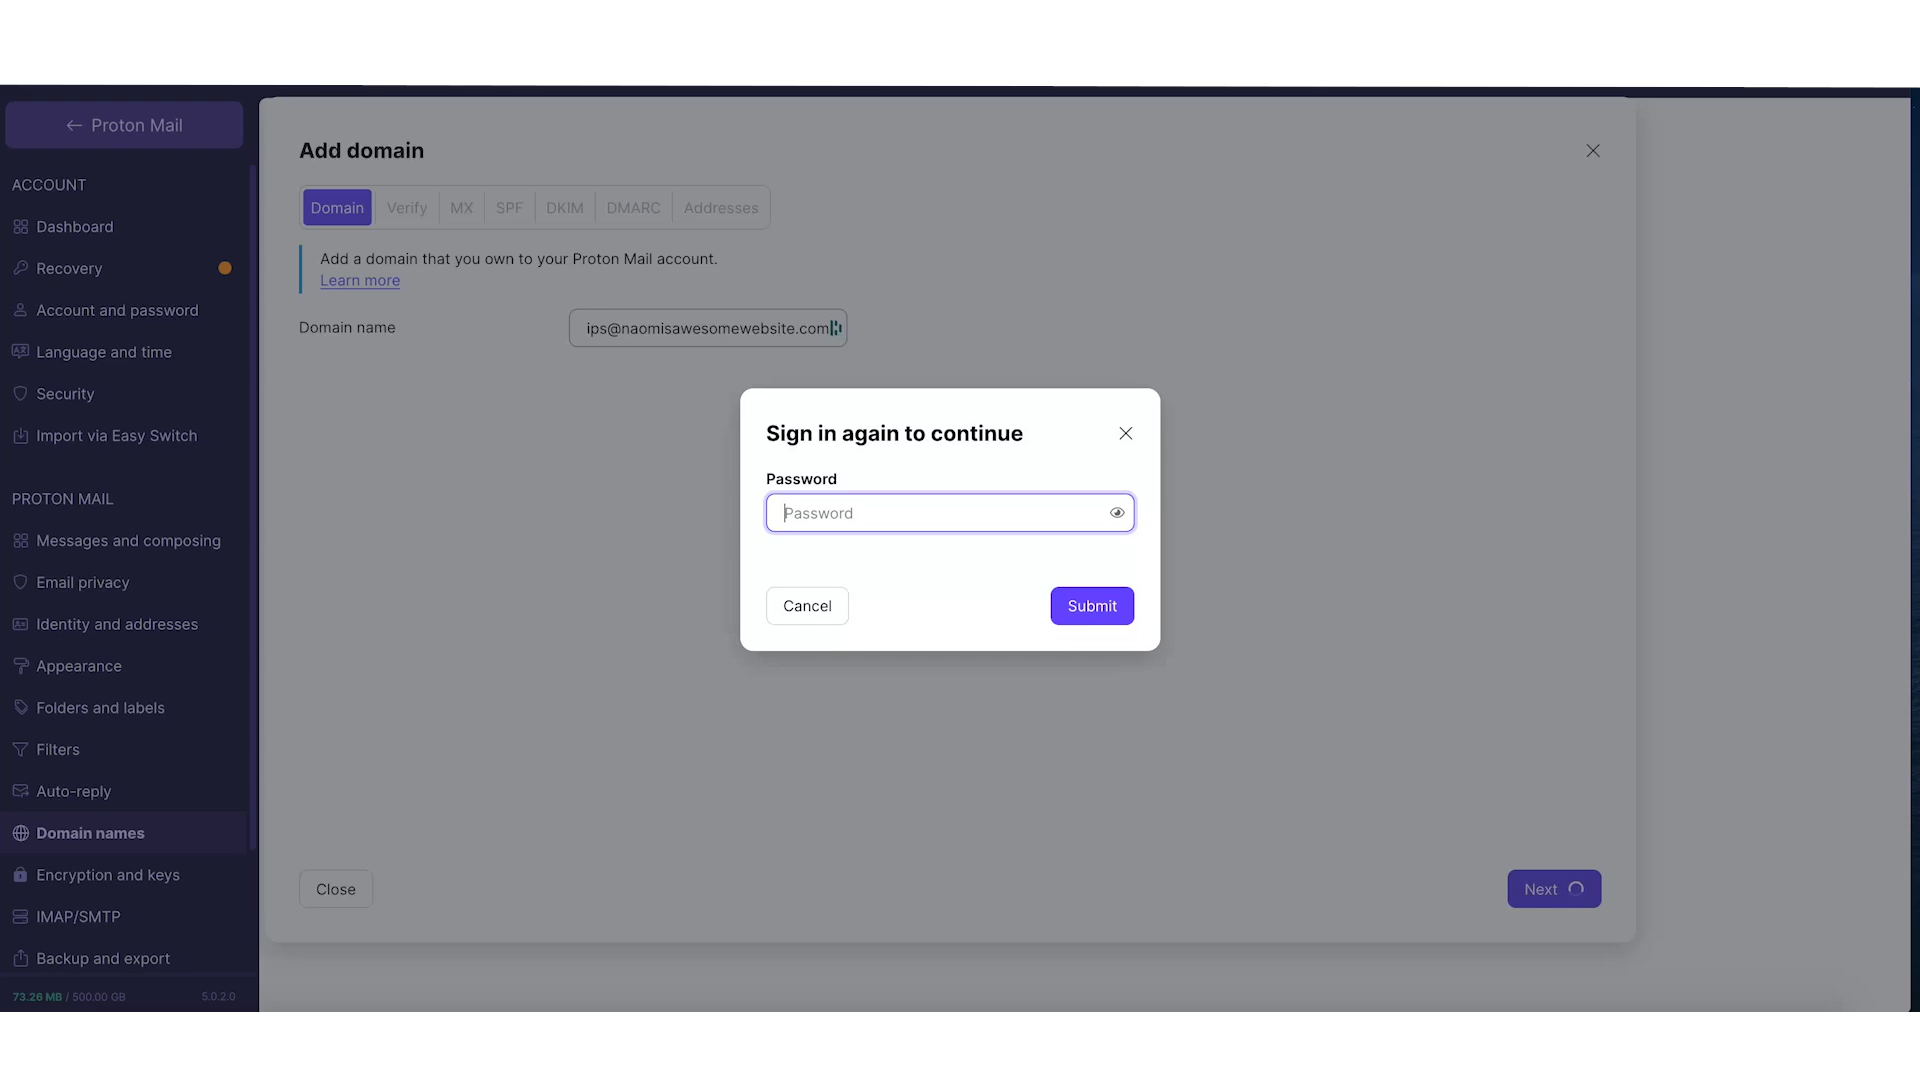 ← Proton Mail
ACCOUNT
Dashboard
Recovery
Account and password
Language and time
Security
Import via Easy Switch
PROTON MAIL
Messages and composing
Email privacy
Identity and addresses
Appearance
Folders and labels
Filters
Auto-reply
Domain names
Encryption and keys
IMAP/SMTP
Backup and export
73.26 MB / 500.00 GB 5.0.2.0
Add domain
Domain Verify MX SPF DKIM DMARC Addresses
Add a domain that you own to your Proton Mail account.
Learn more
Domain name ips@naomisawesomewebsite.com
Sign in again to continue
Password
Password
Cancel Submit
Close Next